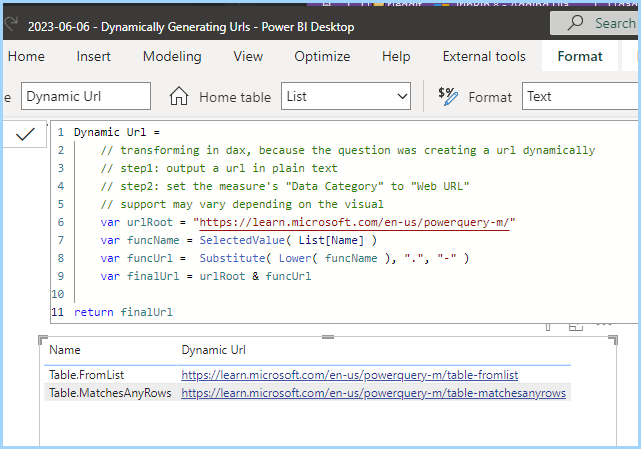 2023-06-06 - Dynamically Generating Urls - Power BI Desktop
Search
Home Insert Modeling View Optimize Help External tools Format
e Dynamic Url Home table List $% Format Text
1 Dynamic Url =
2 // transforming in dax, because the question was creating a url dynamically
3 // step1: output a url in plain text
4 // step2: set the measure's "Data Category" to "Web URL"
5 // support may vary depending on the visual
6 var urlRoot = "https://learn.microsoft.com/en-us/powerquery-m/"
7 var funcName = SelectedValue( List[Name] )
8 var funcUrl =  Substitute( Lower( funcName ), ".", "-" )
9 var finalUrl = urlRoot & funcUrl
10
11 return finalUrl
Name Dynamic Url
Table.FromList https://learn.microsoft.com/en-us/powerquery-m/table-fromlist
Table.MatchesAnyRows https://learn.microsoft.com/en-us/powerquery-m/table-matchesanyrows